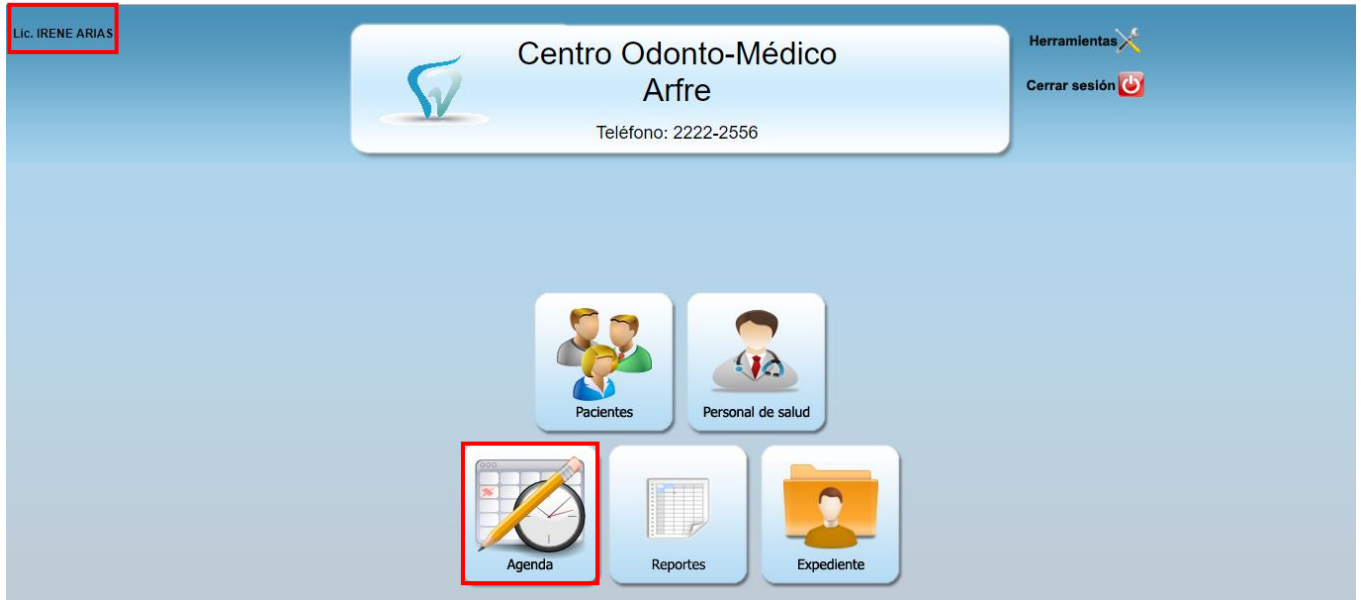 Lic. IRENE ARIAS
Centro Odonto-Médico
Arfre
Teléfono: 2222-2556
Herramientas
Cerrar sesión
Pacientes
Personal de salud
Agenda
Reportes
Expediente